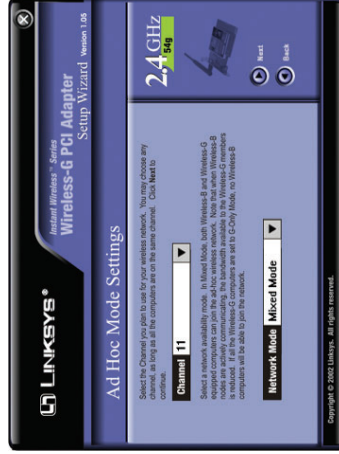 LINKSYS®
Instant Wireless™ Series
Wireless-G PCI Adapter
Setup Wizard Version 1.05
Ad Hoc Mode Settings
Select the Channel you plan to use for your wireless network. You may choose any
channel, as long as all the computers are on the same channel. Click Next to
continue.
Channel 11
Select a network availability mode. In Mixed Mode, both Wireless-B and Wireless-G
equipped computers can join the ad-hoc wireless network. Note that when Wireless-B
nodes are actively communicating, the bandwidth available to the Wireless-G members
is reduced. If all the Wireless-G computers are set to G-Only Mode, no Wireless-B
computers will be able to join the network.
Network Mode Mixed Mode
2.4 GHz
54g
Next
Back
Copyright © 2002 Linksys. All rights reserved.